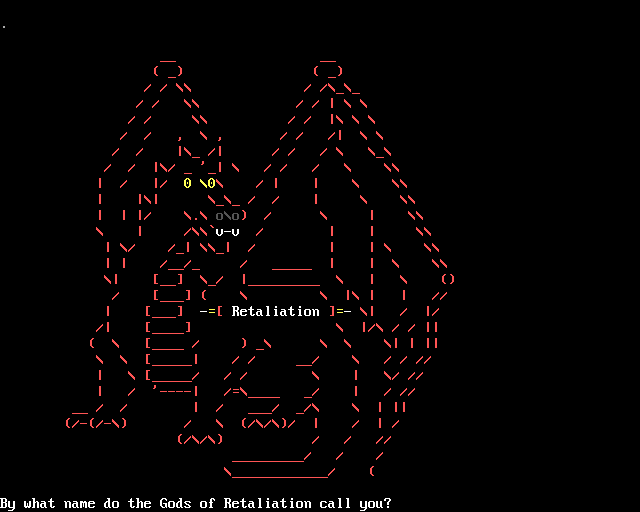 -=[ Retaliation ]=-
By what name do the Gods of Retaliation call you?